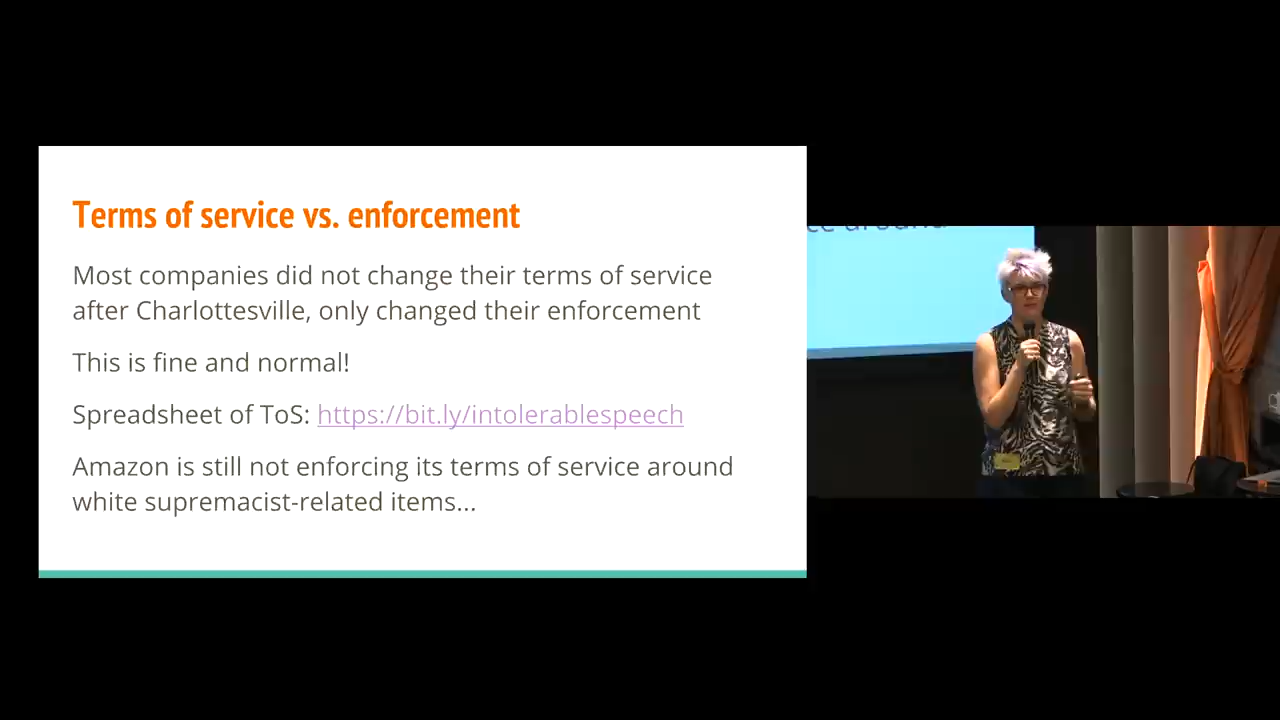 Terms of service vs. enforcement
Most companies did not change their terms of service
after Charlottesville, only changed their enforcement
This is fine and normal!
Spreadsheet of ToS: https://bit.ly/intolerablespeech
Amazon is still not enforcing its terms of service around
white supremacist-related items...
ce around